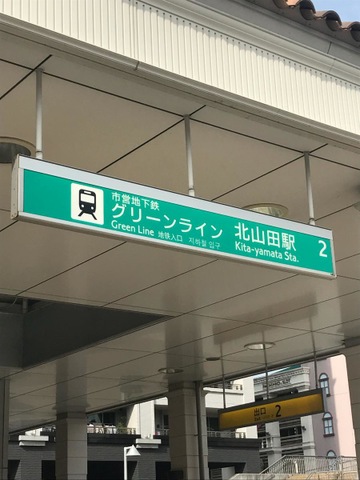 市営地下鉄
グリーンライン 北山田駅 2
Green Line 地铁入口 지하철 입구 Kita-yamata Sta.
出口 2